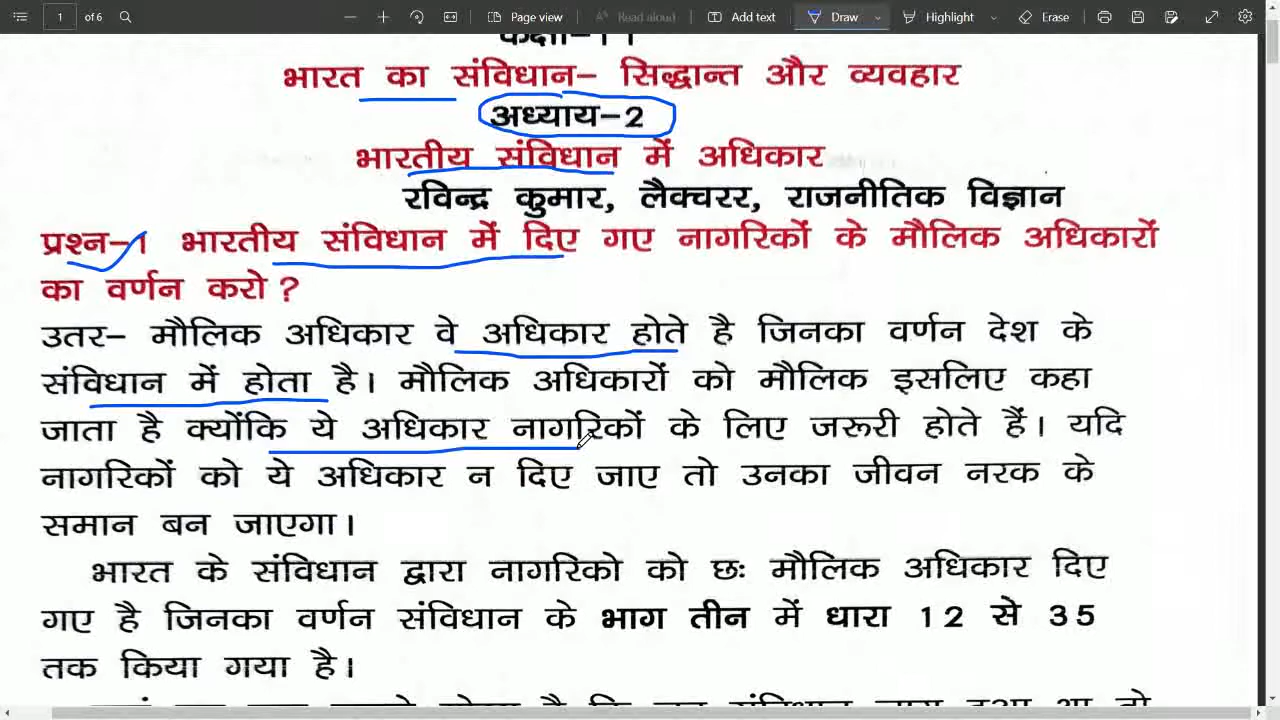 1 of 6 Page view Read aloud Add text Draw Highlight Erase
कक्षा-11
भारत का संविधान- सिद्धान्त और व्यवहार
अध्याय-2
भारतीय संविधान में अधिकार
रविन्द्र कुमार, लैक्चरर, राजनीतिक विज्ञान
प्रश्न-1 भारतीय संविधान में दिए गए नागरिकों के मौलिक अधिकारों
का वर्णन करो?
उतर- मौलिक अधिकार वे अधिकार होते है जिनका वर्णन देश के
संविधान में होता है। मौलिक अधिकारों को मौलिक इसलिए कहा
जाता है क्योंकि ये अधिकार नागरिकों के लिए जरूरी होते हैं। यदि
नागरिकों को ये अधिकार न दिए जाए तो उनका जीवन नरक के
समान बन जाएगा।
भारत के संविधान द्वारा नागरिको को छः मौलिक अधिकार दिए
गए है जिनका वर्णन संविधान के भाग तीन में धारा 12 से 35
तक किया गया है।